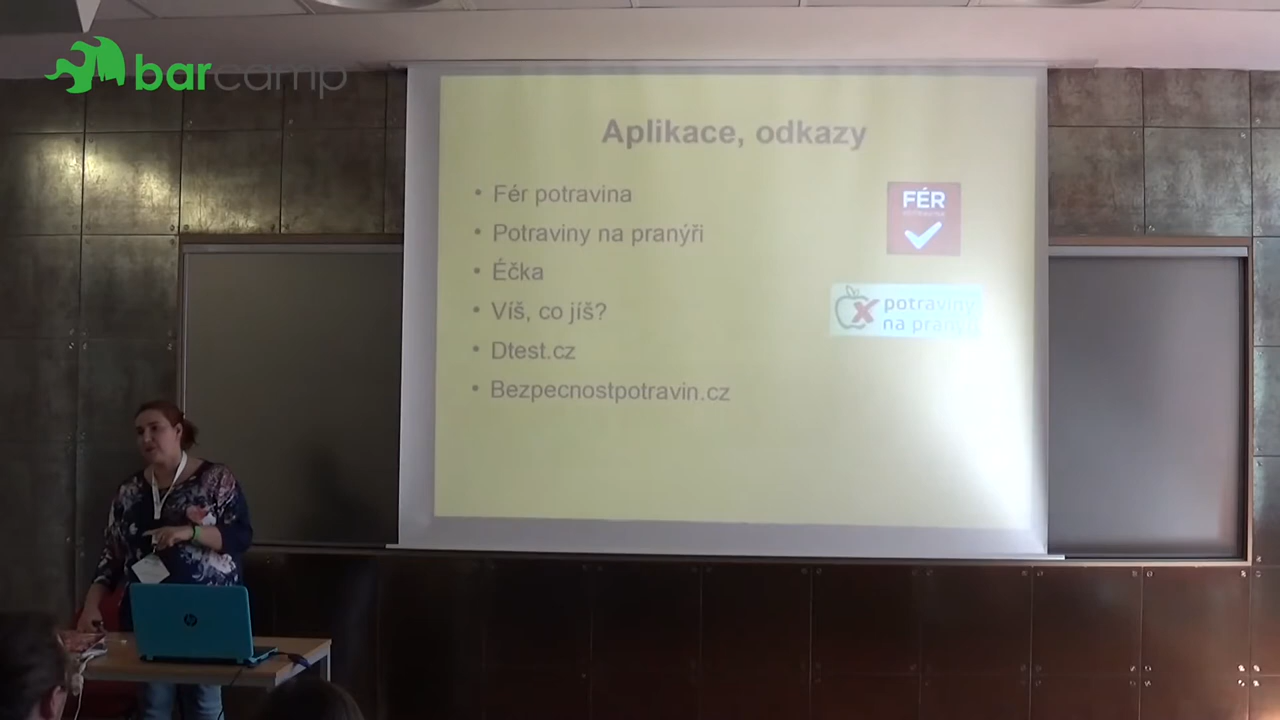 barcamp
Aplikace, odkazy
• Fér potravina
• Potraviny na pranýři
• Éčka
• Víš, co jíš?
• Dtest.cz
• Bezpecnostpotravin.cz
FÉR
potraviny
na pranýři
hp